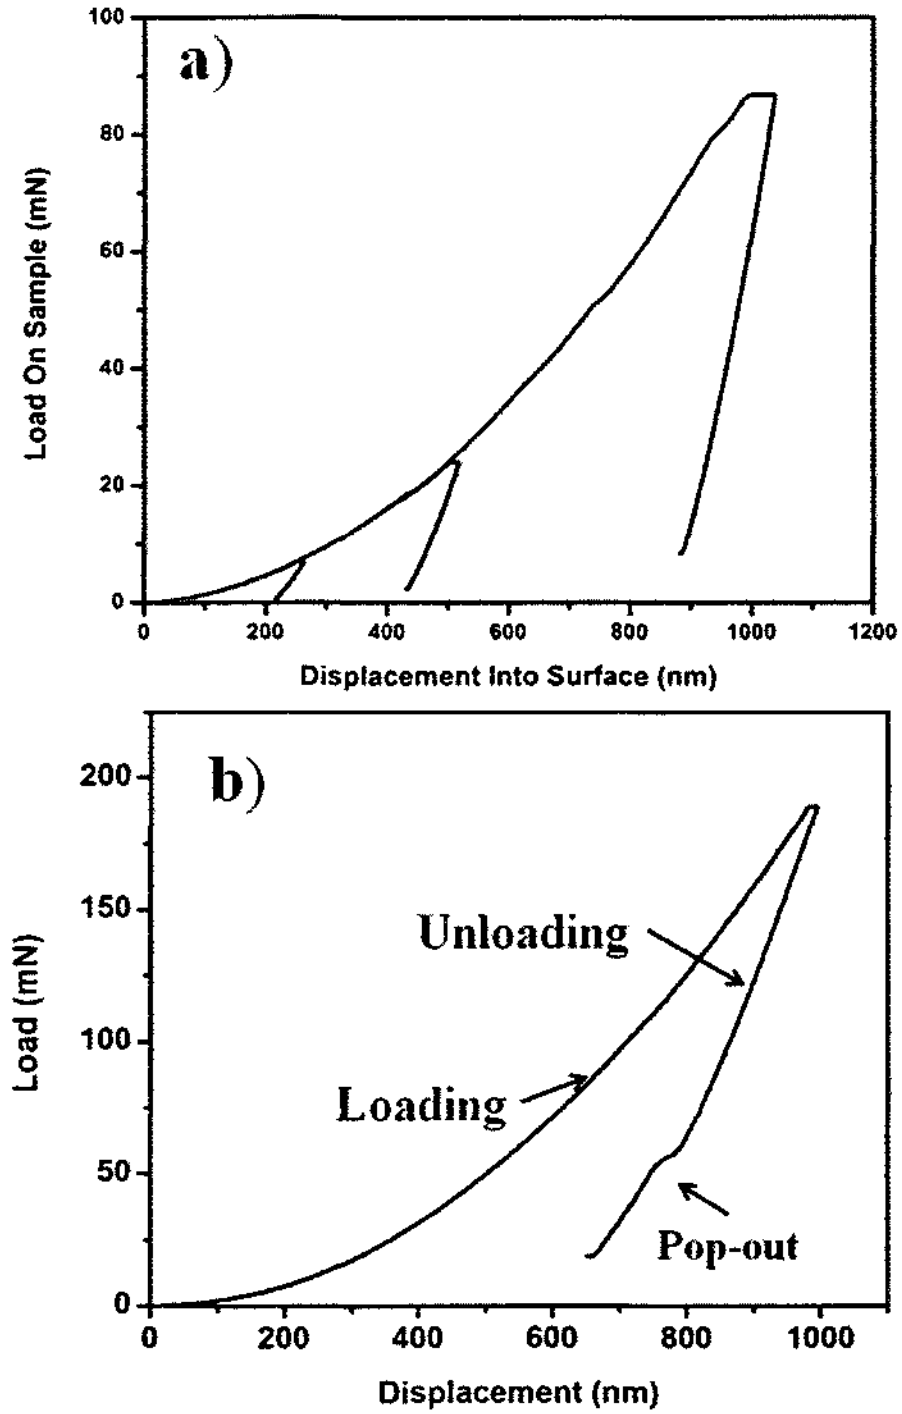 a)
100
80
60
40
20
0
Load On Sample (mN)
0 200 400 600 800 1000 1200
Displacement Into Surface (nm)
b)
200
150
100
50
0
Load (mN)
Unloading
Loading
Pop-out
0 200 400 600 800 1000
Displacement (nm)